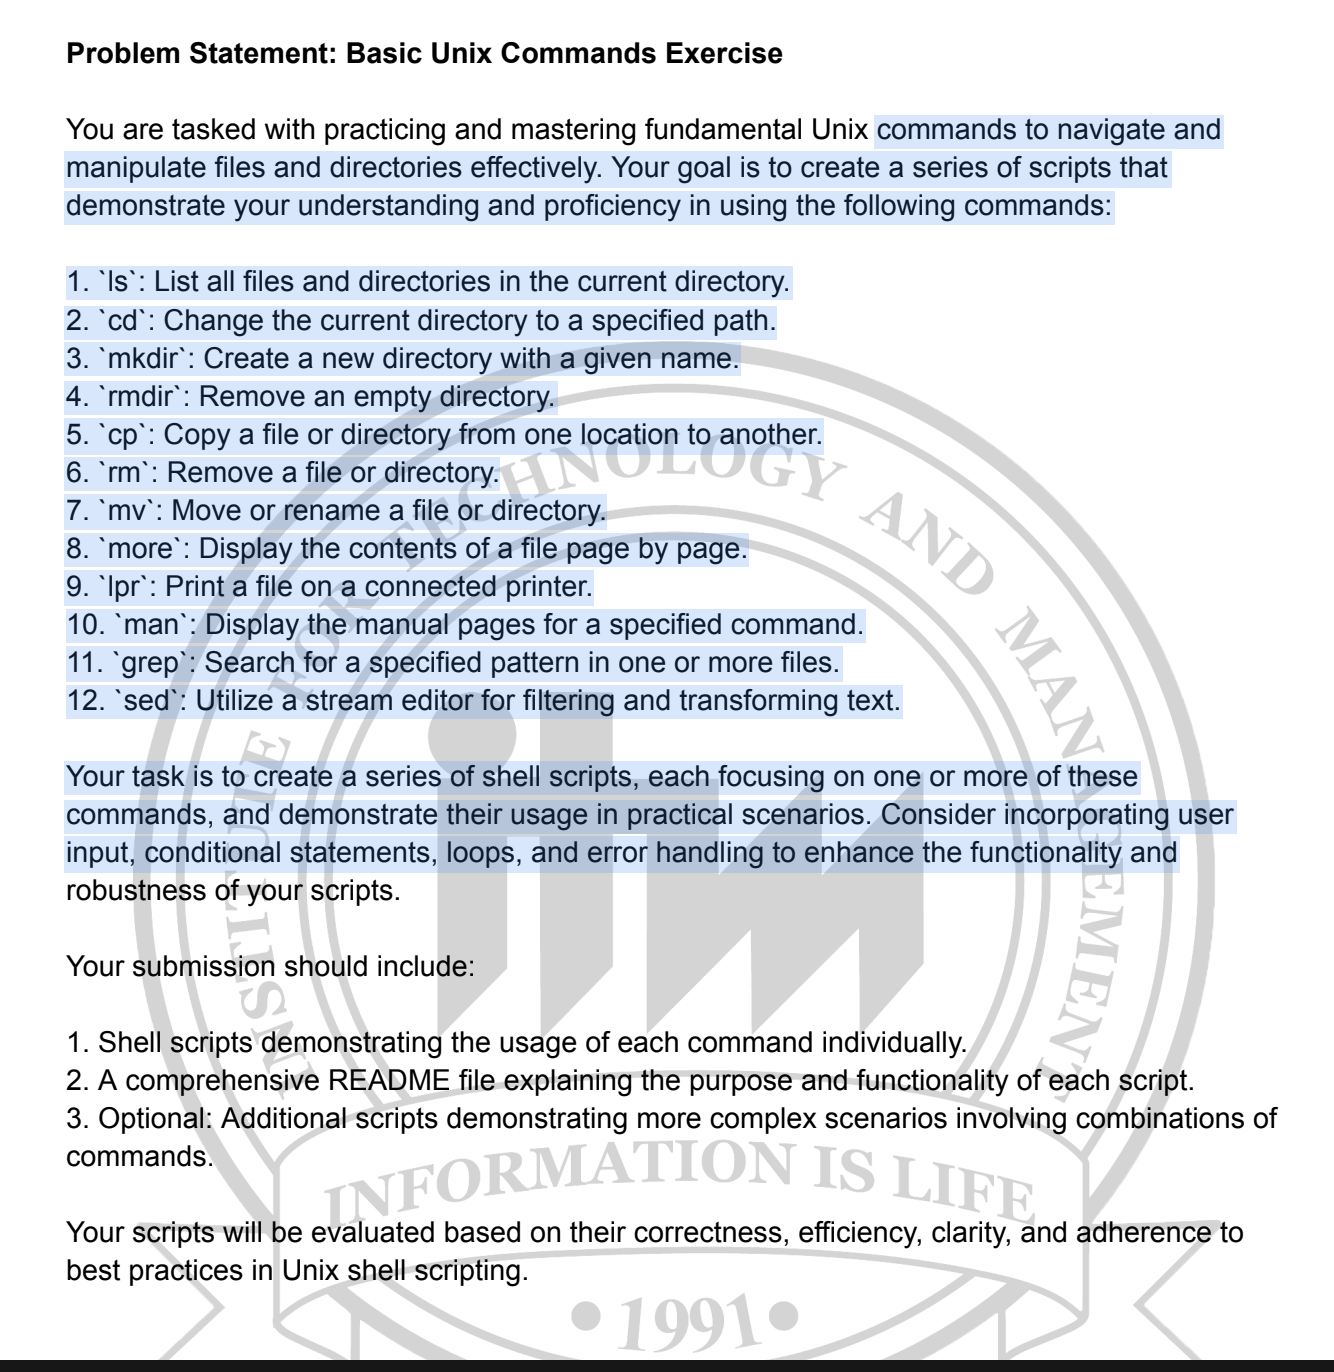 Problem Statement: Basic Unix Commands Exercise
You are tasked with practicing and mastering fundamental Unix commands to navigate and
manipulate files and directories effectively. Your goal is to create a series of scripts that
demonstrate your understanding and proficiency in using the following commands:
1. `ls`: List all files and directories in the current directory.
2. `cd`: Change the current directory to a specified path.
3. `mkdir`: Create a new directory with a given name.
4. `rmdir`: Remove an empty directory.
5. `cp`: Copy a file or directory from one location to another.
6. `rm`: Remove a file or directory.
7. `mv`: Move or rename a file or directory.
8. `more`: Display the contents of a file page by page.
9. `lpr`: Print a file on a connected printer.
10. `man`: Display the manual pages for a specified command.
11. `grep`: Search for a specified pattern in one or more files.
12. `sed`: Utilize a stream editor for filtering and transforming text.
Your task is to create a series of shell scripts, each focusing on one or more of these
commands, and demonstrate their usage in practical scenarios. Consider incorporating user
input, conditional statements, loops, and error handling to enhance the functionality and
robustness of your scripts.
Your submission should include:
1. Shell scripts demonstrating the usage of each command individually.
2. A comprehensive README file explaining the purpose and functionality of each script.
3. Optional: Additional scripts demonstrating more complex scenarios involving combinations of
commands.
Your scripts will be evaluated based on their correctness, efficiency, clarity, and adherence to
best practices in Unix shell scripting.
INSTITUTE FOR TECHNOLOGY AND MANAGEMENT
itm
INFORMATION IS LIFE
• 1991 •